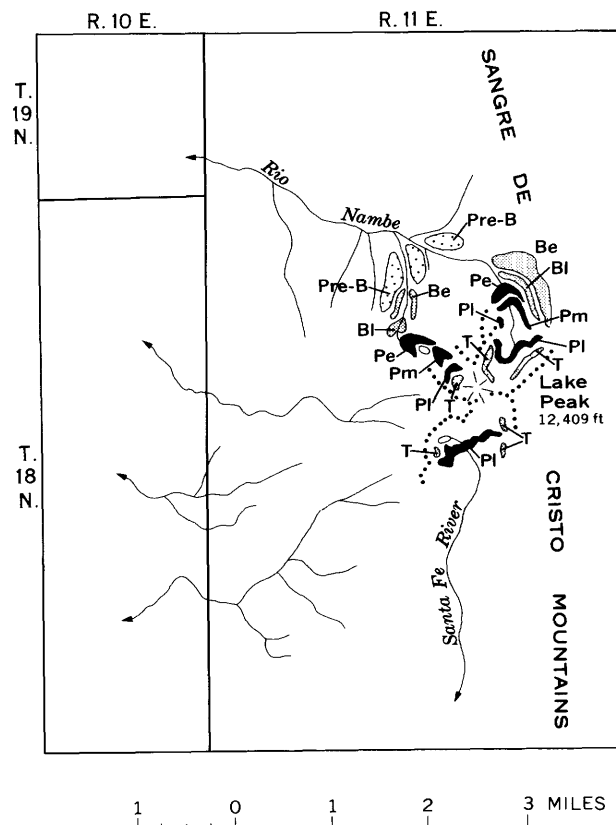 R. 10 E.
R. 11 E.
T.
19
N.
SANGRE DE
Rio
Nambe
Pre-B
Be
Bl
Pe
Pre-B
Be
Pl
Pm
Bl
T
Pl
Pe
Pm
T
Lake
Peak
12,409 ft
Pl
T
T
T
Pl
T.
18
N.
CRISTO MOUNTAINS
Santa Fe River
1 0 1 2 3 MILES